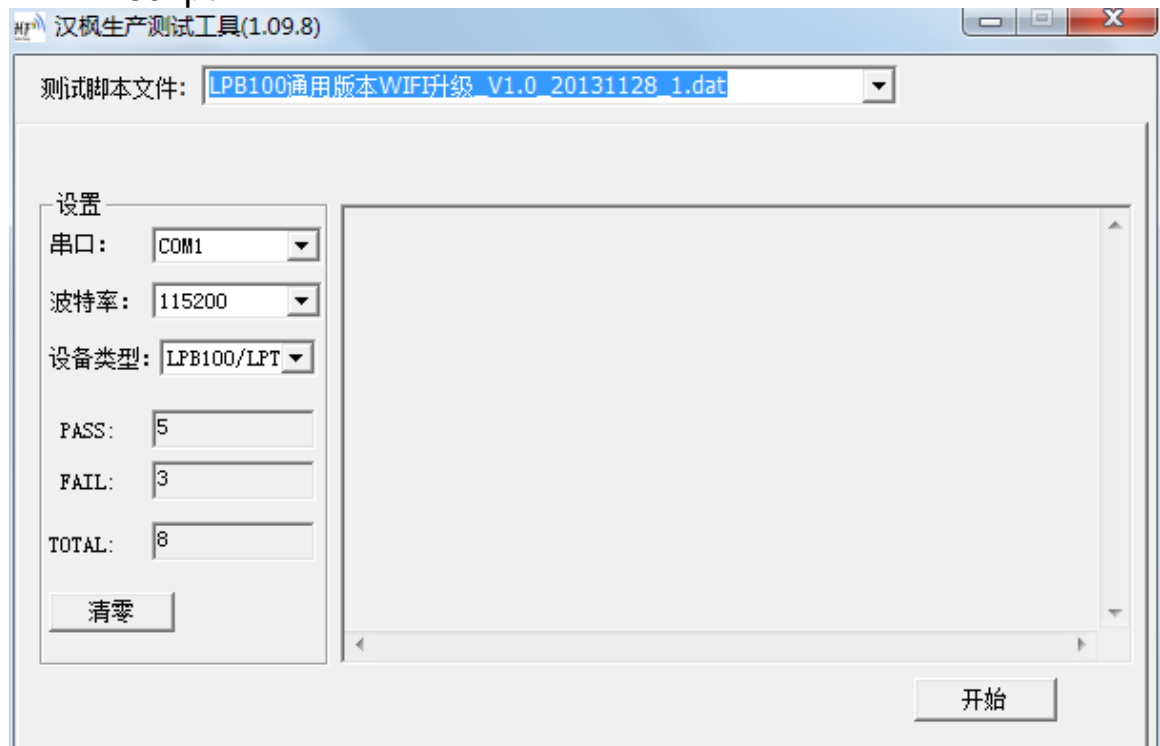 汉枫生产测试工具(1.09.8)
测试脚本文件: LPB100通用版本WIFI升级_V1.0_20131128_1.dat
设置
串口: COM1
波特率: 115200
设备类型: LPB100/LPT
PASS: 5
FAIL: 3
TOTAL: 8
清零
开始